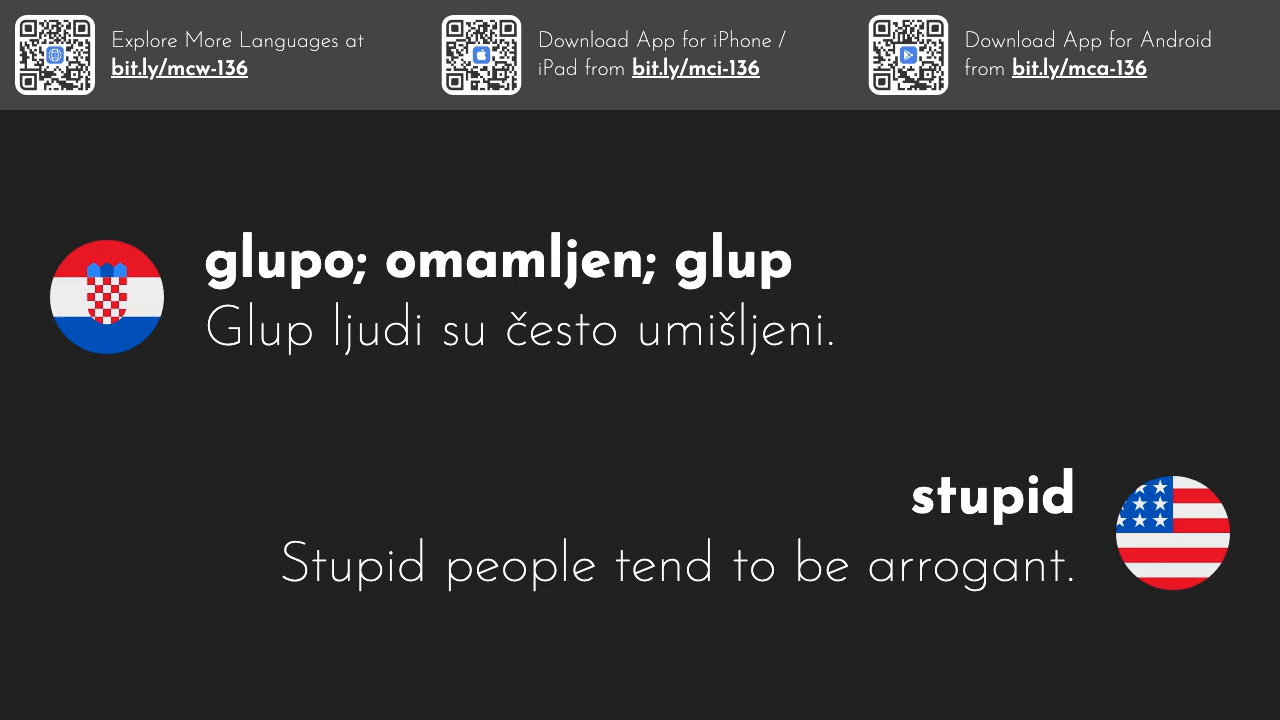 Explore More Languages at
bit.ly/mcw-136
Download App for iPhone /
iPad from bit.ly/mci-136
Download App for Android
from bit.ly/mca-136
glupo; omamljen; glup
Glup ljudi su često umišljeni.
stupid
Stupid people tend to be arrogant.